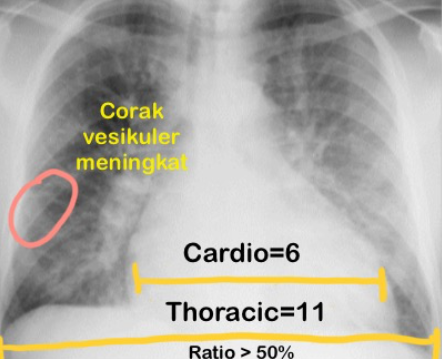 Corak
vesikuler
meningkat
Cardio=6
Thoracic=11
Ratio > 50%